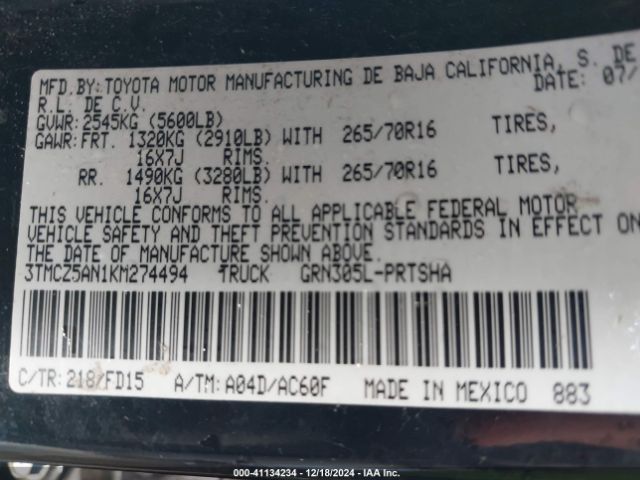 MFD.BY:TOYOTA MOTOR MANUFACTURING DE BAJA CALIFORNIA, S. DE
R.L. DE C.V. DATE: 07/
GVWR:2545KG (5600LB)
GAWR:FRT. 1320KG (2910LB) WITH 265/70R16 TIRES,
16X7J RIMS.
RR. 1490KG (3280LB) WITH 265/70R16 TIRES,
16X7J RIMS.
THIS VEHICLE CONFORMS TO ALL APPLICABLE FEDERAL MOTOR
VEHICLE SAFETY AND THEFT PREVENTION STANDARDS IN EFFECT ON
THE DATE OF MANUFACTURE SHOWN ABOVE.
3TMCZ5AN1KM274494 TRUCK GRN305L-PRTSHA
C/TR:218/FD15 A/TM:A04D/AC60F MADE IN MEXICO 883
000-41134234 - 12/18/2024 - IAA Inc.